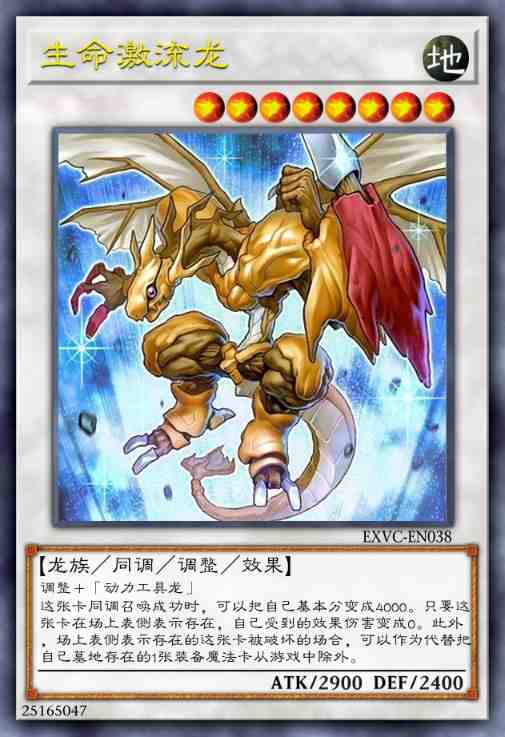 生命激流龙
地
EXVC-EN038
【龙族／同调／调整／效果】
调整＋「动力工具龙」
这张卡同调召唤成功时，可以把自己基本分变成4000。只要这
张卡在场上表侧表示存在，自己受到的效果伤害变成0。此外
，场上表侧表示存在的这张卡被破坏的场合，可以作为代替把
自己墓地存在的1张装备魔法卡从游戏中除外。
ATK/2900 DEF/2400
25165047